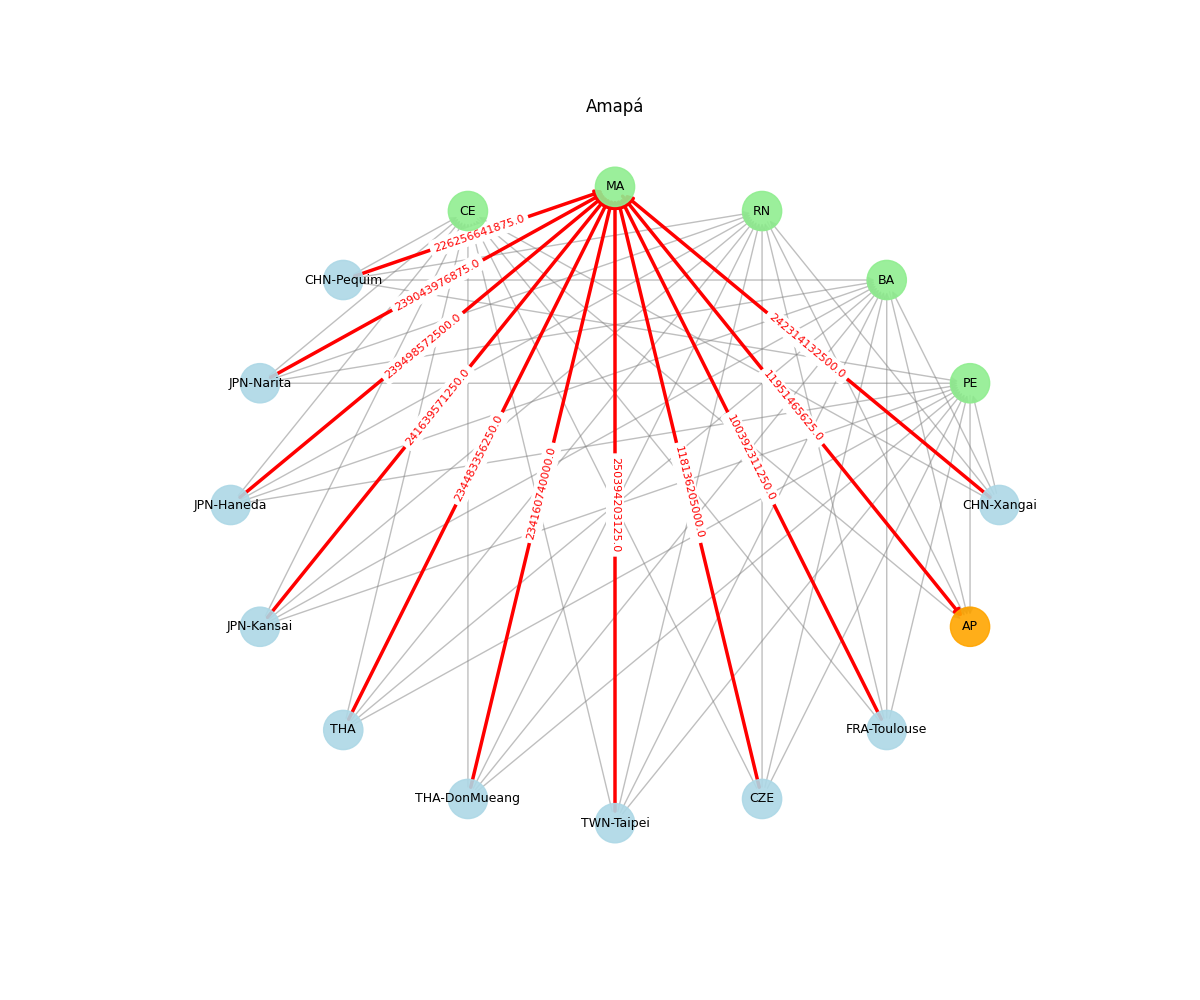 Amapá
MA
CE
RN
226256641875.0
239043976875.0
CHN-Pequim
BA
239498572500.0
242314132500.0
JPN-Narita
PE
241639571250.0
11951465625.0
234483356250.0
100392311250.0
234160740000.0
250394203125.0
118136205000.0
JPN-Haneda
CHN-Xangai
JPN-Kansai
AP
THA
FRA-Toulouse
THA-DonMueang
CZE
TWN-Taipei